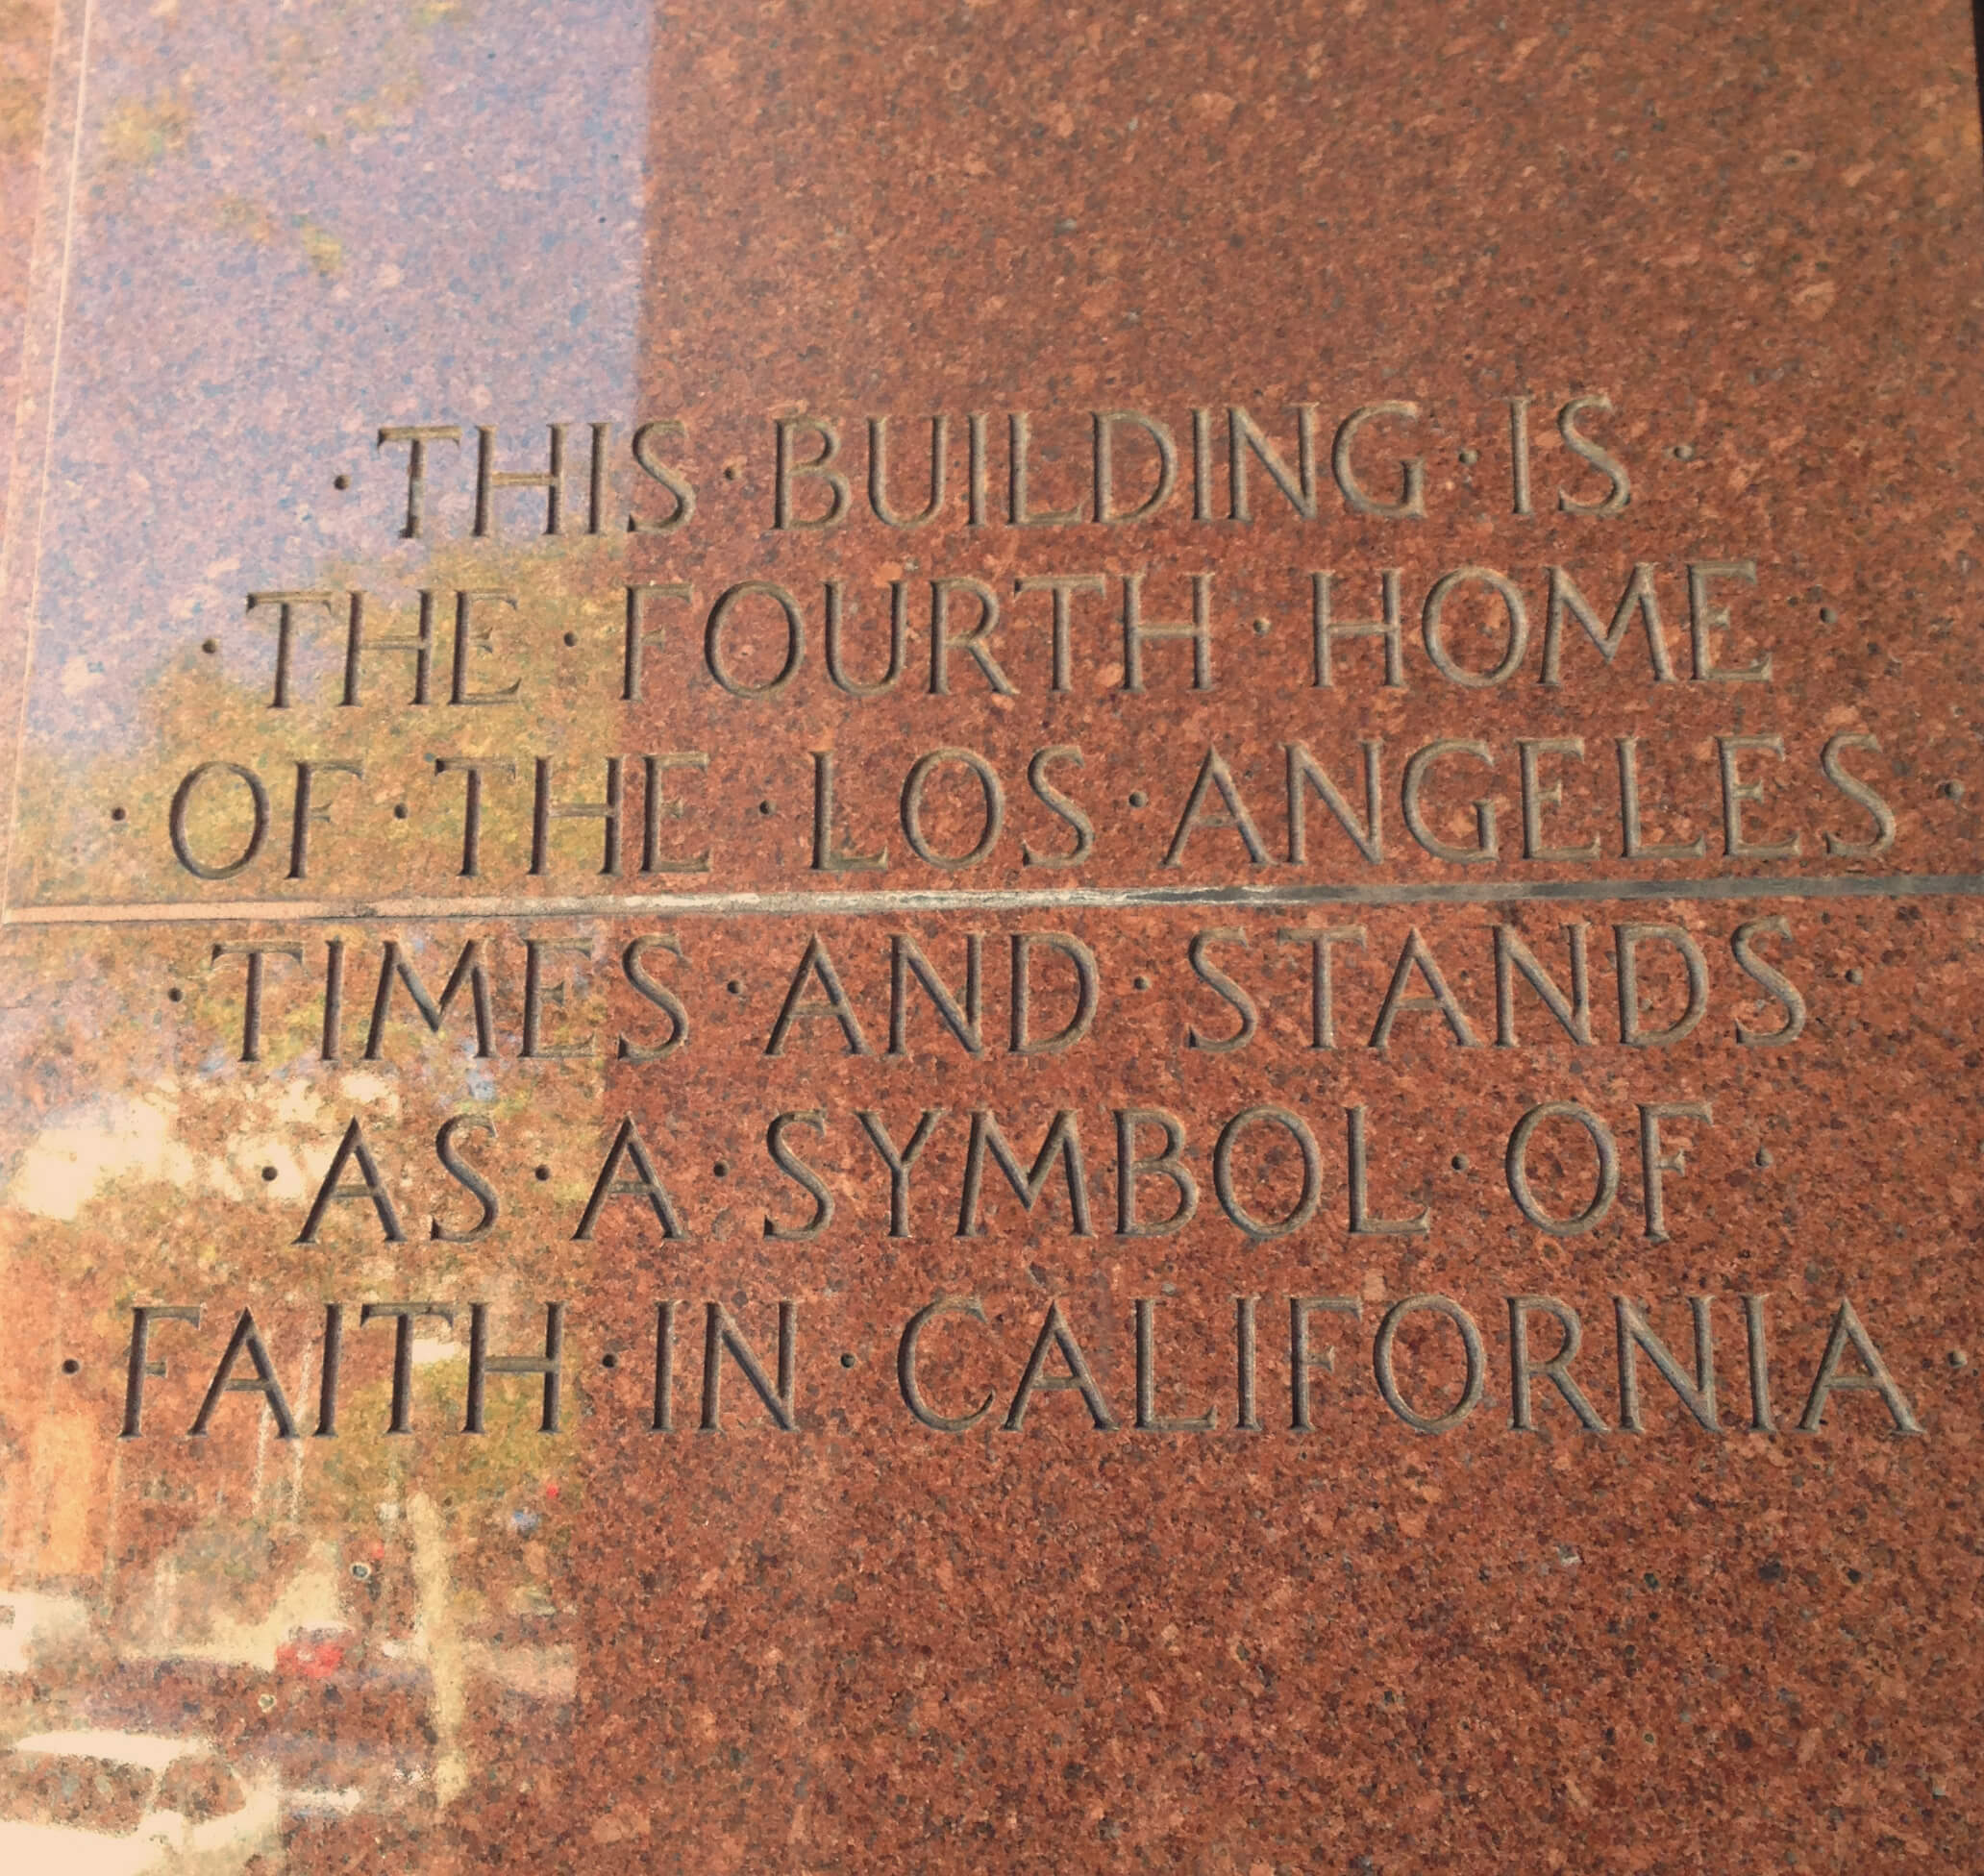 ·THIS·BUILDING·IS·
·THE·FOURTH·HOME·
·OF·THE·LOS·ANGELES·
·TIMES·AND·STANDS·
·AS·A·SYMBOL·OF·
·FAITH·IN·CALIFORNIA·